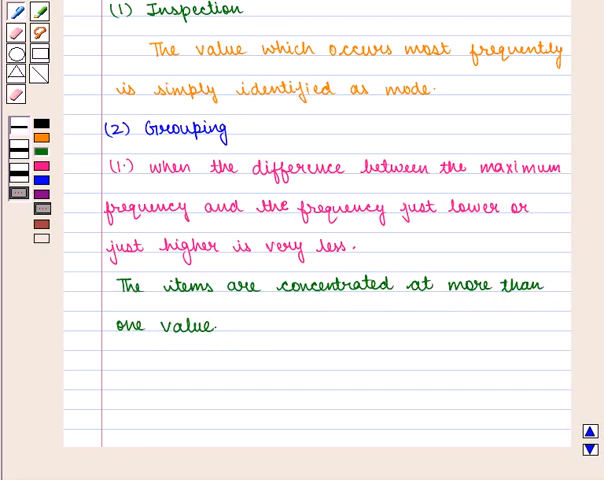 (1) Inspection
The value which occurs most frequently
is simply identified as mode.
(2) Grouping
(1.) when the difference between the maximum
frequency and the frequency just lower or
just higher is very less.
The items are concentrated at more than
one value.